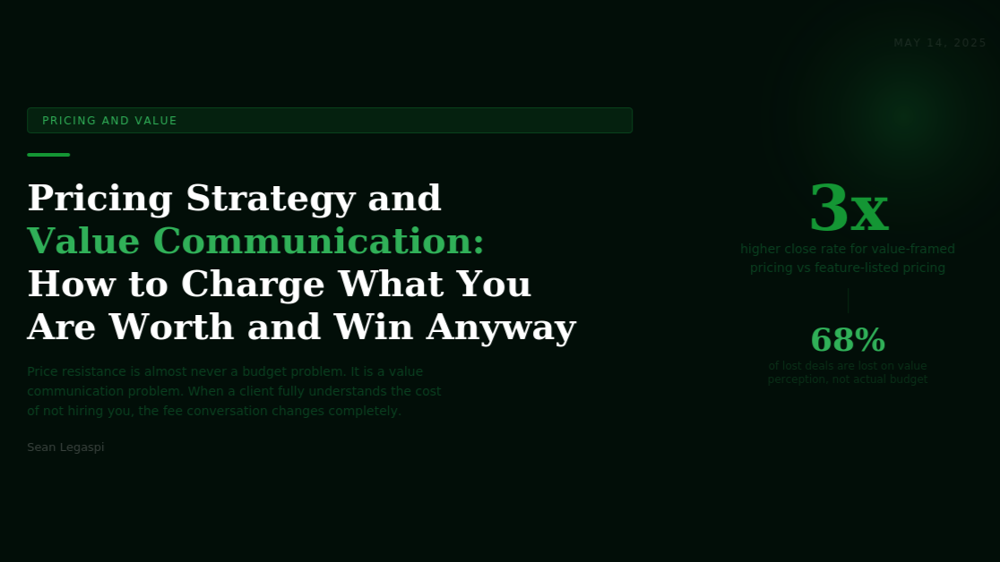 MAY 14, 2025
PRICING AND VALUE
Pricing Strategy and
Value Communication:
How to Charge What You
Are Worth and Win Anyway
Price resistance is almost never a budget problem. It is a value
communication problem. When a client fully understands the cost
of not hiring you, the fee conversation changes completely.
Sean Legaspi
3x
higher close rate for value-framed
pricing vs feature-listed pricing
68%
of lost deals are lost on value
perception, not actual budget